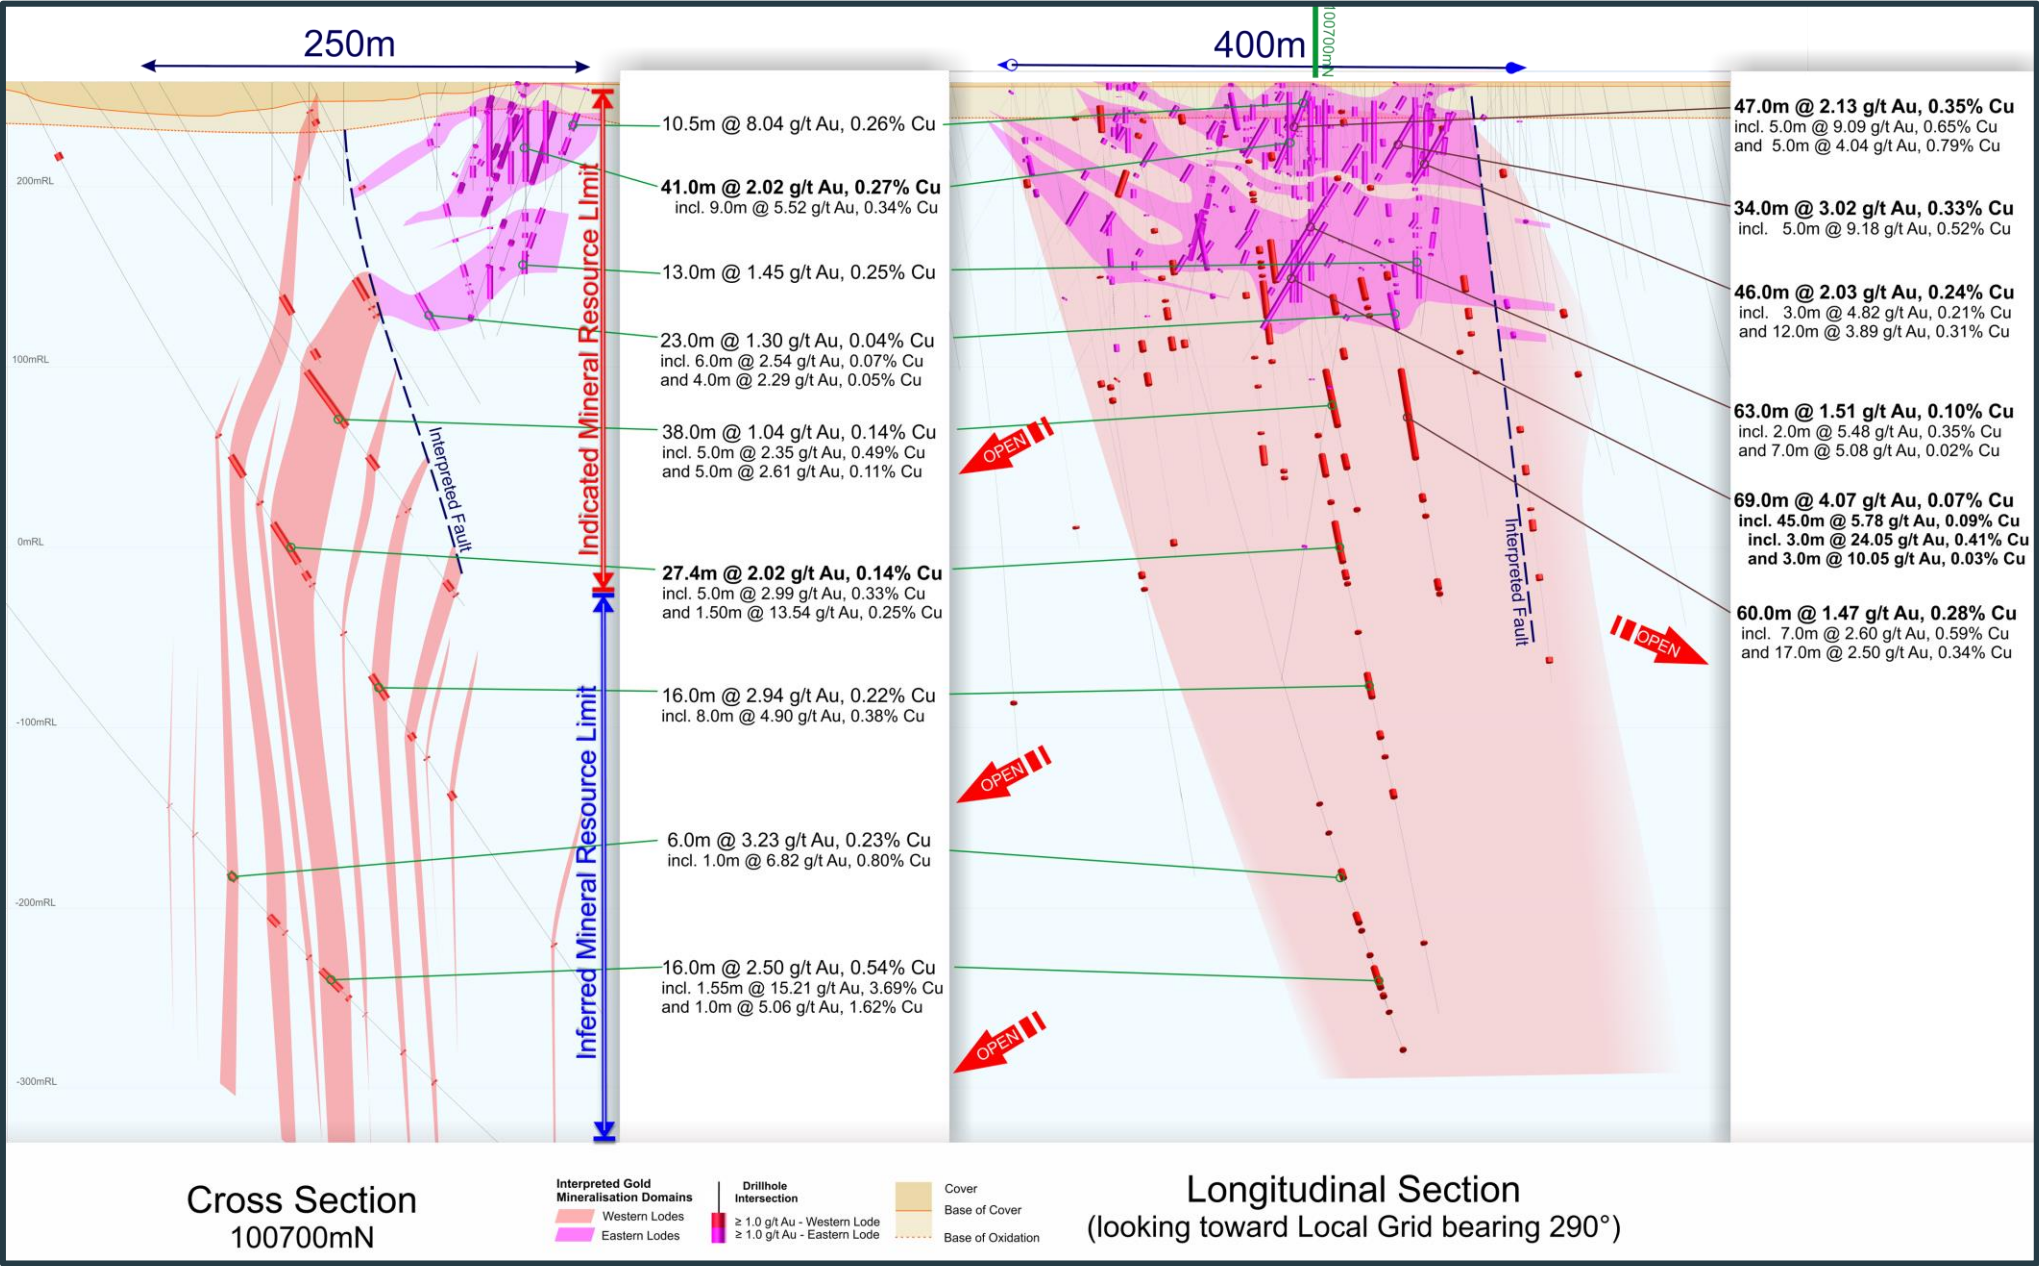 250m
400m
100700mN
200mRL
100mRL
0mRL
-100mRL
-200mRL
-300mRL
Interpreted Fault
Indicated Mineral Resource LImit
Inferred Mineral Resource Limit
10.5m @ 8.04 g/t Au, 0.26% Cu
41.0m @ 2.02 g/t Au, 0.27% Cu
incl. 9.0m @ 5.52 g/t Au, 0.34% Cu
13.0m @ 1.45 g/t Au, 0.25% Cu
23.0m @ 1.30 g/t Au, 0.04% Cu
incl. 6.0m @ 2.54 g/t Au, 0.07% Cu
and 4.0m @ 2.29 g/t Au, 0.05% Cu
38.0m @ 1.04 g/t Au, 0.14% Cu
incl. 5.0m @ 2.35 g/t Au, 0.49% Cu
and 5.0m @ 2.61 g/t Au, 0.11% Cu
27.4m @ 2.02 g/t Au, 0.14% Cu
incl. 5.0m @ 2.99 g/t Au, 0.33% Cu
and 1.50m @ 13.54 g/t Au, 0.25% Cu
16.0m @ 2.94 g/t Au, 0.22% Cu
incl. 8.0m @ 4.90 g/t Au, 0.38% Cu
6.0m @ 3.23 g/t Au, 0.23% Cu
incl. 1.0m @ 6.82 g/t Au, 0.80% Cu
16.0m @ 2.50 g/t Au, 0.54% Cu
incl. 1.55m @ 15.21 g/t Au, 3.69% Cu
and 1.0m @ 5.06 g/t Au, 1.62% Cu
OPEN
OPEN
OPEN
Interpreted Fault
OPEN
47.0m @ 2.13 g/t Au, 0.35% Cu
incl. 5.0m @ 9.09 g/t Au, 0.65% Cu
and 5.0m @ 4.04 g/t Au, 0.79% Cu
34.0m @ 3.02 g/t Au, 0.33% Cu
incl. 5.0m @ 9.18 g/t Au, 0.52% Cu
46.0m @ 2.03 g/t Au, 0.24% Cu
incl. 3.0m @ 4.82 g/t Au, 0.21% Cu
and 12.0m @ 3.89 g/t Au, 0.31% Cu
63.0m @ 1.51 g/t Au, 0.10% Cu
incl. 2.0m @ 5.48 g/t Au, 0.35% Cu
and 7.0m @ 5.08 g/t Au, 0.02% Cu
69.0m @ 4.07 g/t Au, 0.07% Cu
incl. 45.0m @ 5.78 g/t Au, 0.09% Cu
incl. 3.0m @ 24.05 g/t Au, 0.41% Cu
and 3.0m @ 10.05 g/t Au, 0.03% Cu
60.0m @ 1.47 g/t Au, 0.28% Cu
incl. 7.0m @ 2.60 g/t Au, 0.59% Cu
and 17.0m @ 2.50 g/t Au, 0.34% Cu
Cross Section
100700mN
Interpreted Gold
Mineralisation Domains
Western Lodes
Eastern Lodes
Drillhole
Intersection
≥ 1.0 g/t Au - Western Lode
≥ 1.0 g/t Au - Eastern Lode
Cover
Base of Cover
Base of Oxidation
Longitudinal Section
(looking toward Local Grid bearing 290°)